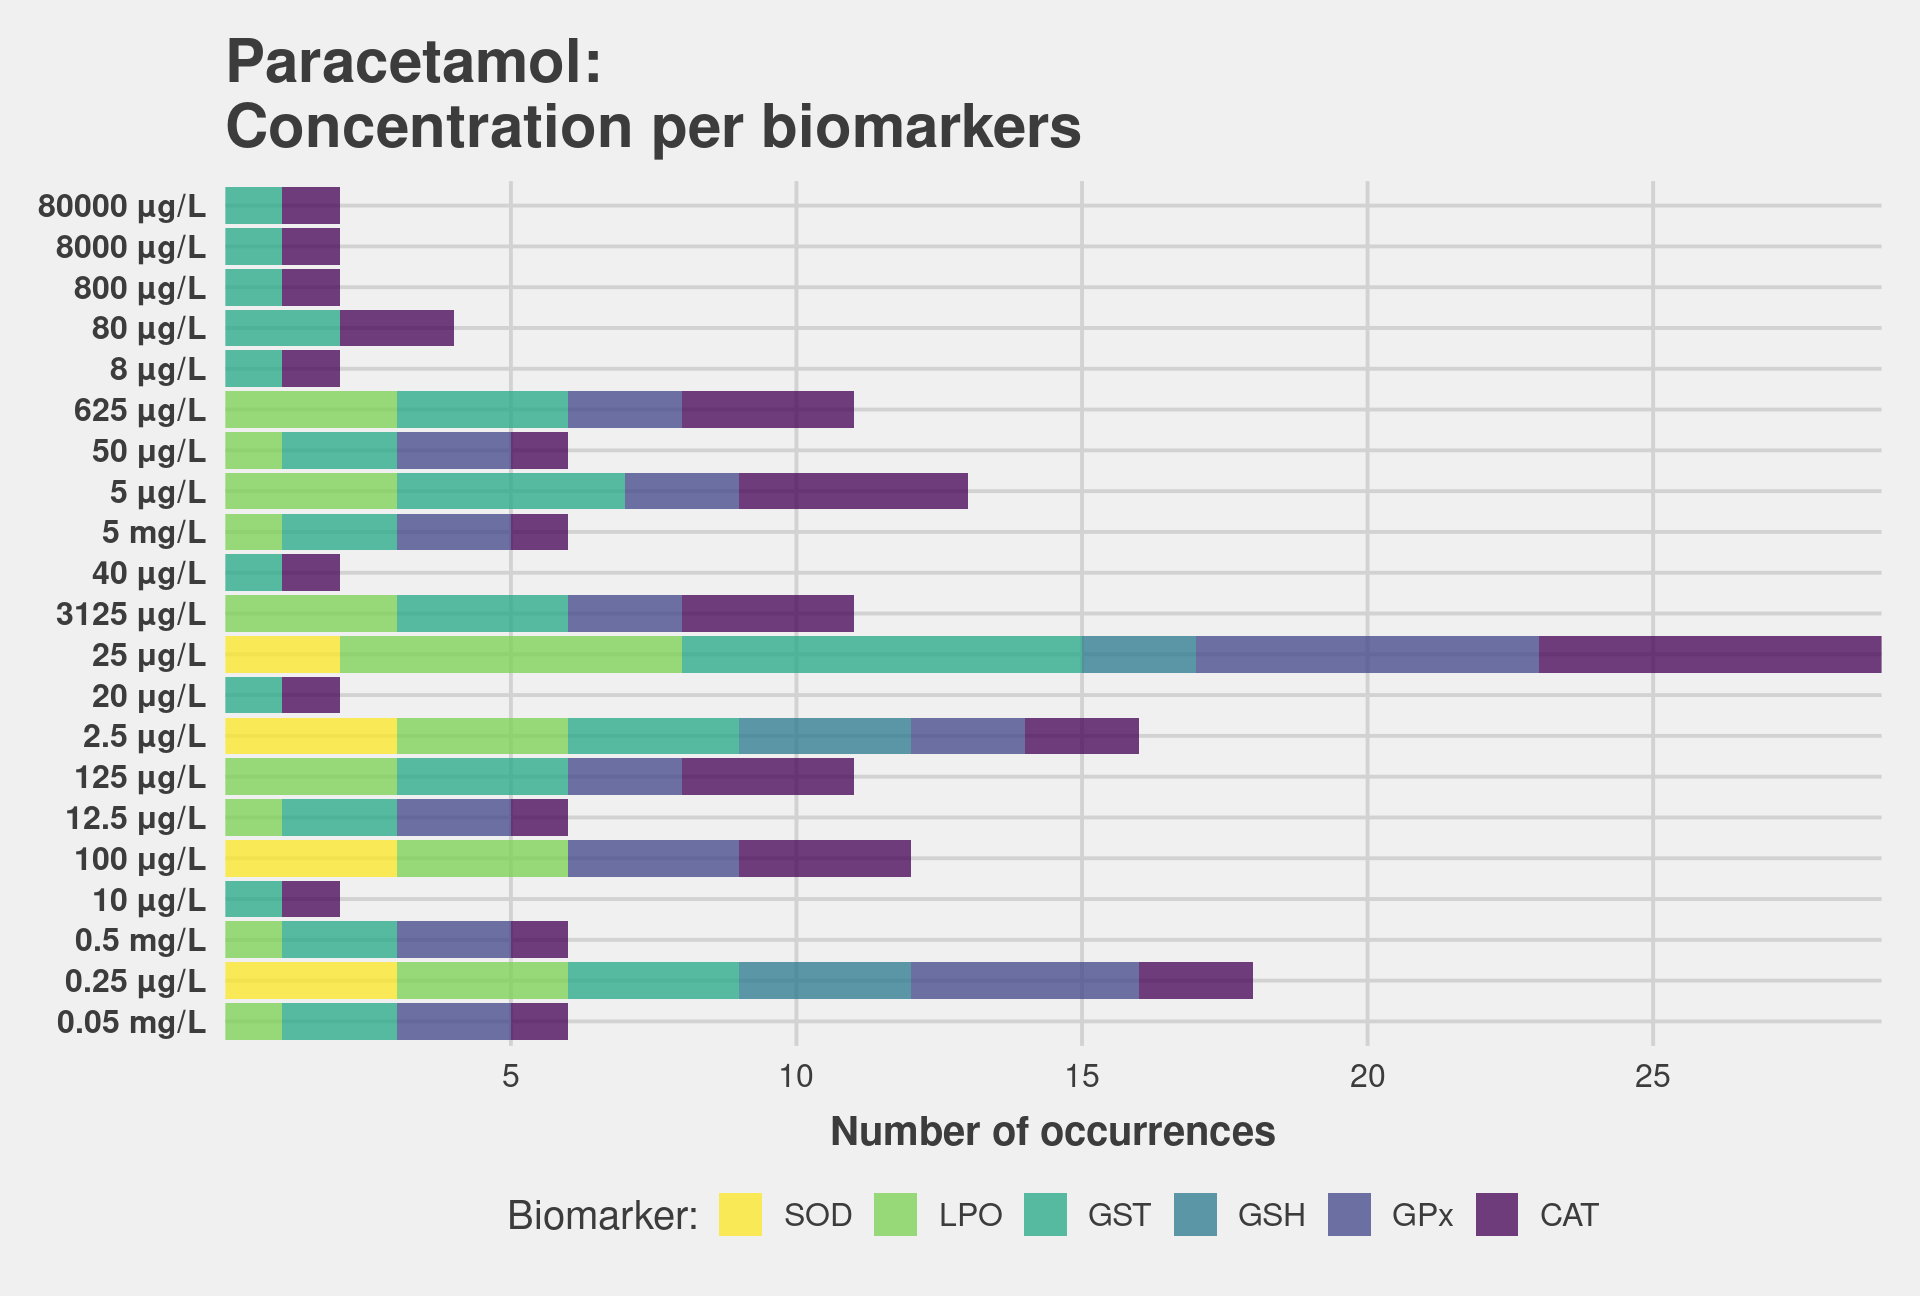 Paracetamol:
Concentration per biomarkers
80000 µg/L
8000 µg/L
800 µg/L
80 µg/L
8 µg/L
625 µg/L
50 µg/L
5 µg/L
5 mg/L
40 µg/L
3125 µg/L
25 µg/L
20 µg/L
2.5 µg/L
125 µg/L
12.5 µg/L
100 µg/L
10 µg/L
0.5 mg/L
0.25 µg/L
0.05 mg/L
5 10 15 20 25
Number of occurrences
Biomarker: SOD LPO GST GSH GPx CAT